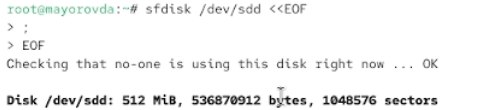 root@mayorovda:~# sfdisk /dev/sdd <<EOF
> ;
> EOF
Checking that no-one is using this disk right now ... OK
Disk /dev/sdd: 512 MiB, 536870912 bytes, 1048576 sectors